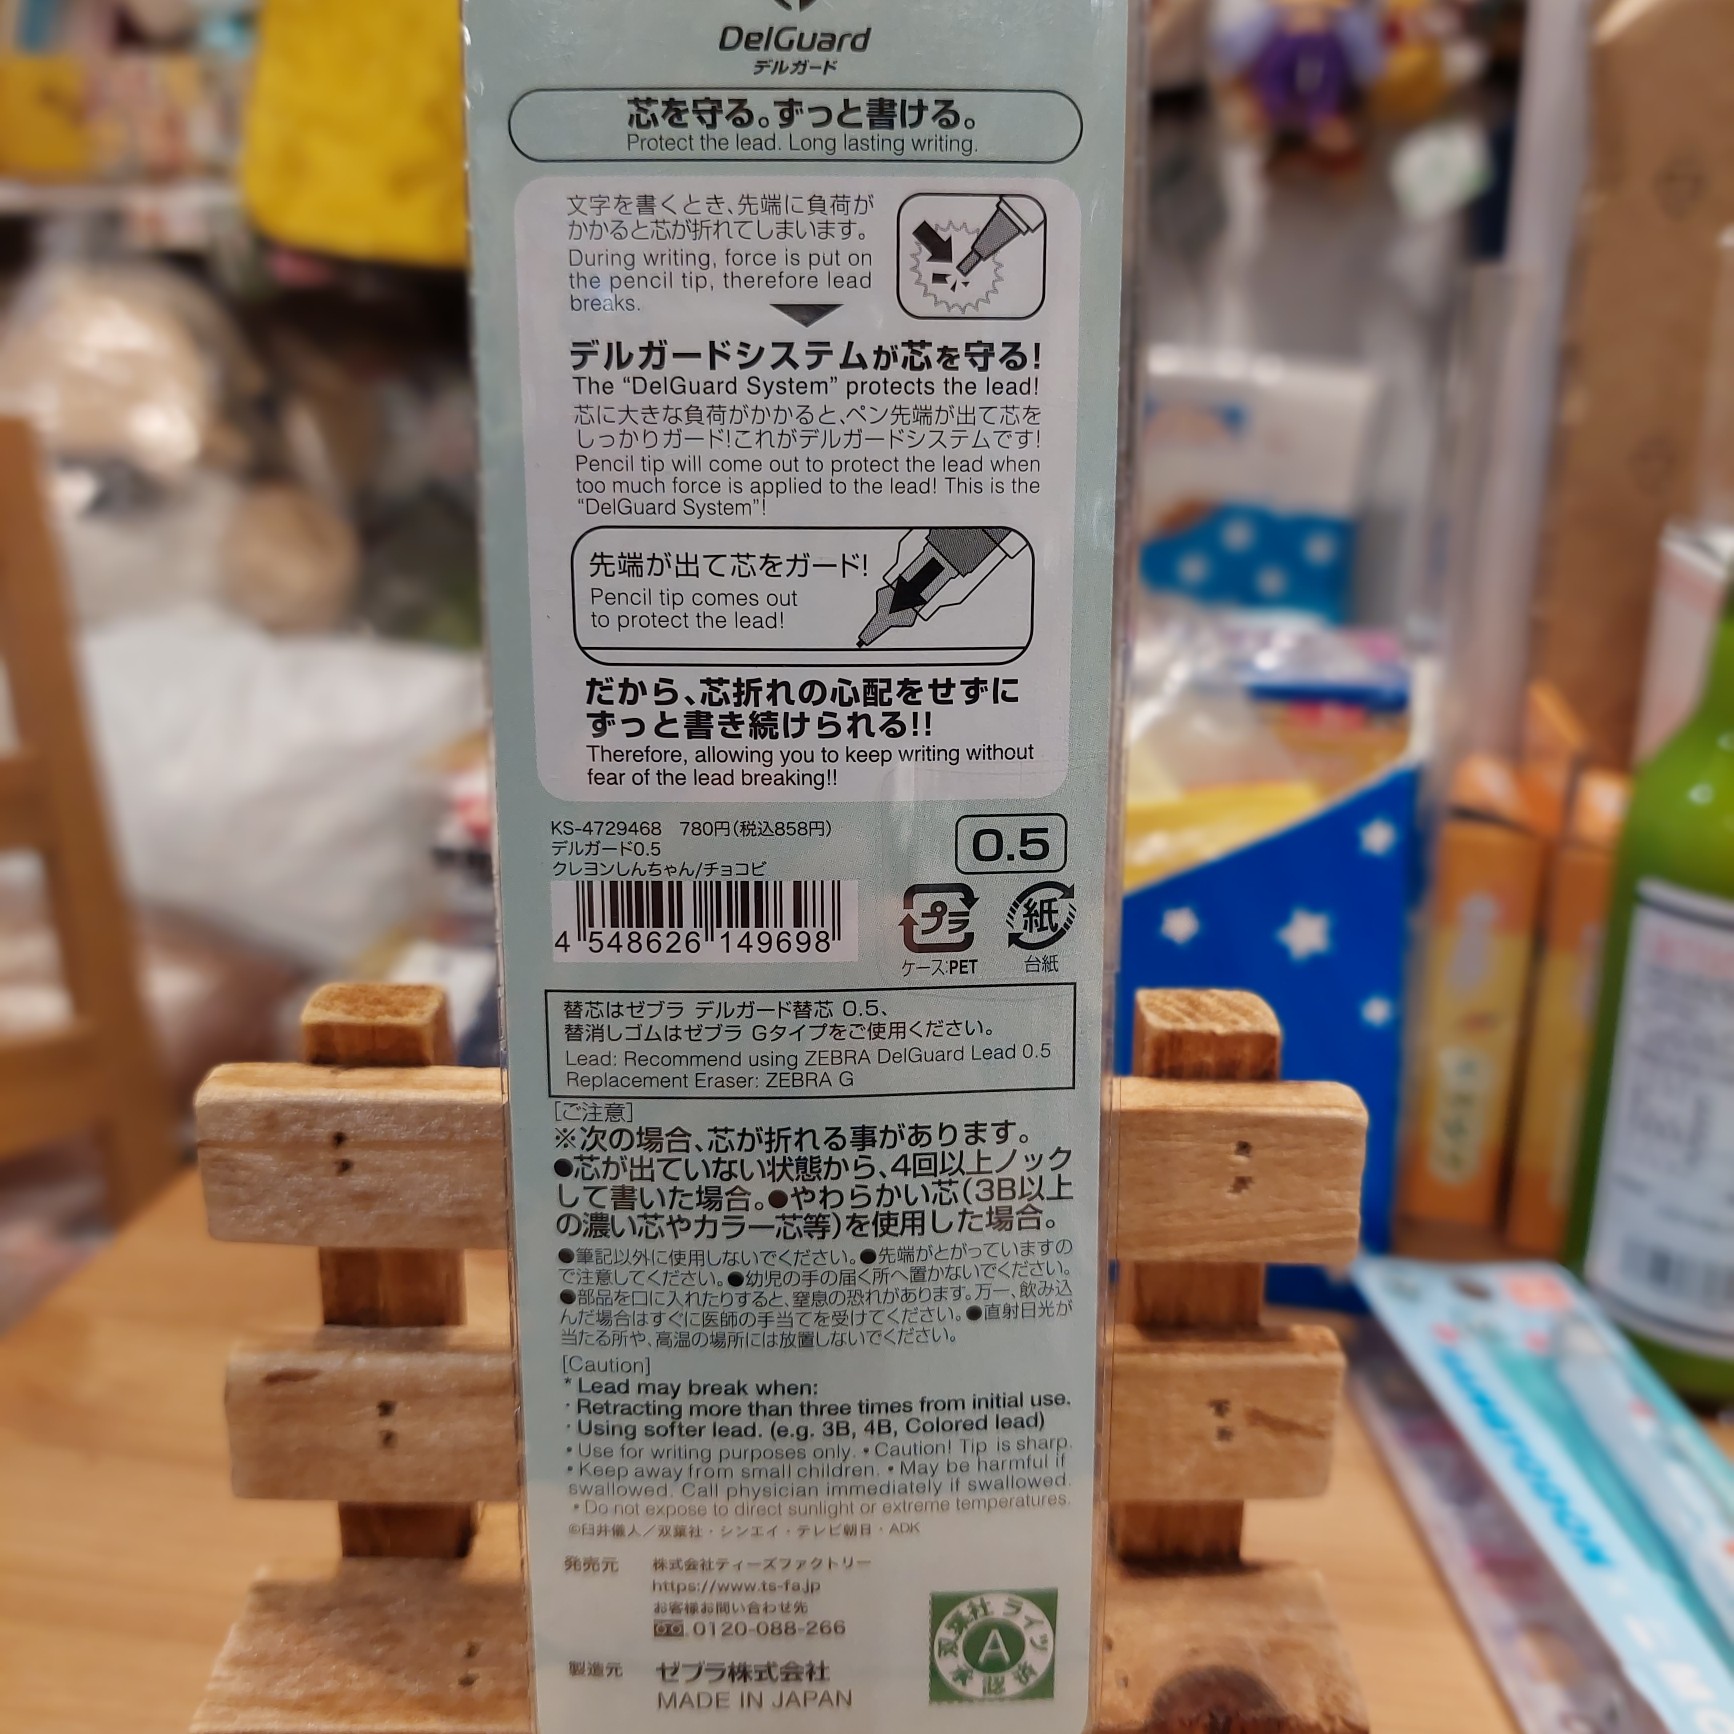 DelGuard
デルガード
芯を守る。ずっと書ける。
Protect the lead. Long lasting writing.
文字を書くとき、先端に負荷が
かかると芯が折れてしまいます。
During writing, force is put on
the pencil tip, therefore lead
breaks.
デルガードシステムが芯を守る!
The “DelGuard System” protects the lead!
芯に大きな負荷がかかると、ペン先端が出て芯を
しっかりガード!これがデルガードシステムです!
Pencil tip will come out to protect the lead when
too much force is applied to the lead! This is the
“DelGuard System”!
先端が出て芯をガード!
Pencil tip comes out
to protect the lead!
だから、芯折れの心配をせずに
ずっと書き続けられる!!
Therefore, allowing you to keep writing without
fear of the lead breaking!!
KS-4729468 780円(税込858円)
デルガード0.5
クレヨンしんちゃん/チョコビ
0.5
4 548626 149698
プラ
ケース:PET
紙
台紙
替芯はゼブラ デルガード替芯 0.5、
替消しゴムはゼブラ Gタイプをご使用ください。
Lead: Recommend using ZEBRA DelGuard Lead 0.5
Replacement Eraser: ZEBRA G
[ご注意]
※次の場合、芯が折れる事があります。
●芯が出ていない状態から、4回以上ノック
して書いた場合。●やわらかい芯(3B以上
の濃い芯やカラー芯等)を使用した場合。
●筆記以外に使用しないでください。●先端がとがっていますの
で注意してください。●幼児の手の届く所へ置かないでください。
●部品を口に入れたりすると、窒息の恐れがあります。万一、飲み込
んだ場合はすぐに医師の手当てを受けてください。●直射日光が
当たる所や、高温の場所には放置しないでください。
[Caution]
* Lead may break when:
· Retracting more than three times from initial use.
· Using softer lead. (e.g. 3B, 4B, Colored lead)
• Use for writing purposes only. • Caution! Tip is sharp.
• Keep away from small children. • May be harmful if
swallowed. Call physician immediately if swallowed.
• Do not expose to direct sunlight or extreme temperatures.
©臼井儀人／双葉社・シンエイ・テレビ朝日・ADK
発売元 株式会社ティーズファクトリー
https://www.ts-fa.jp
お客様お問い合わせ先
0120-088-266
製造元 ゼブラ株式会社
MADE IN JAPAN
双葉社ライツ
A
承認済